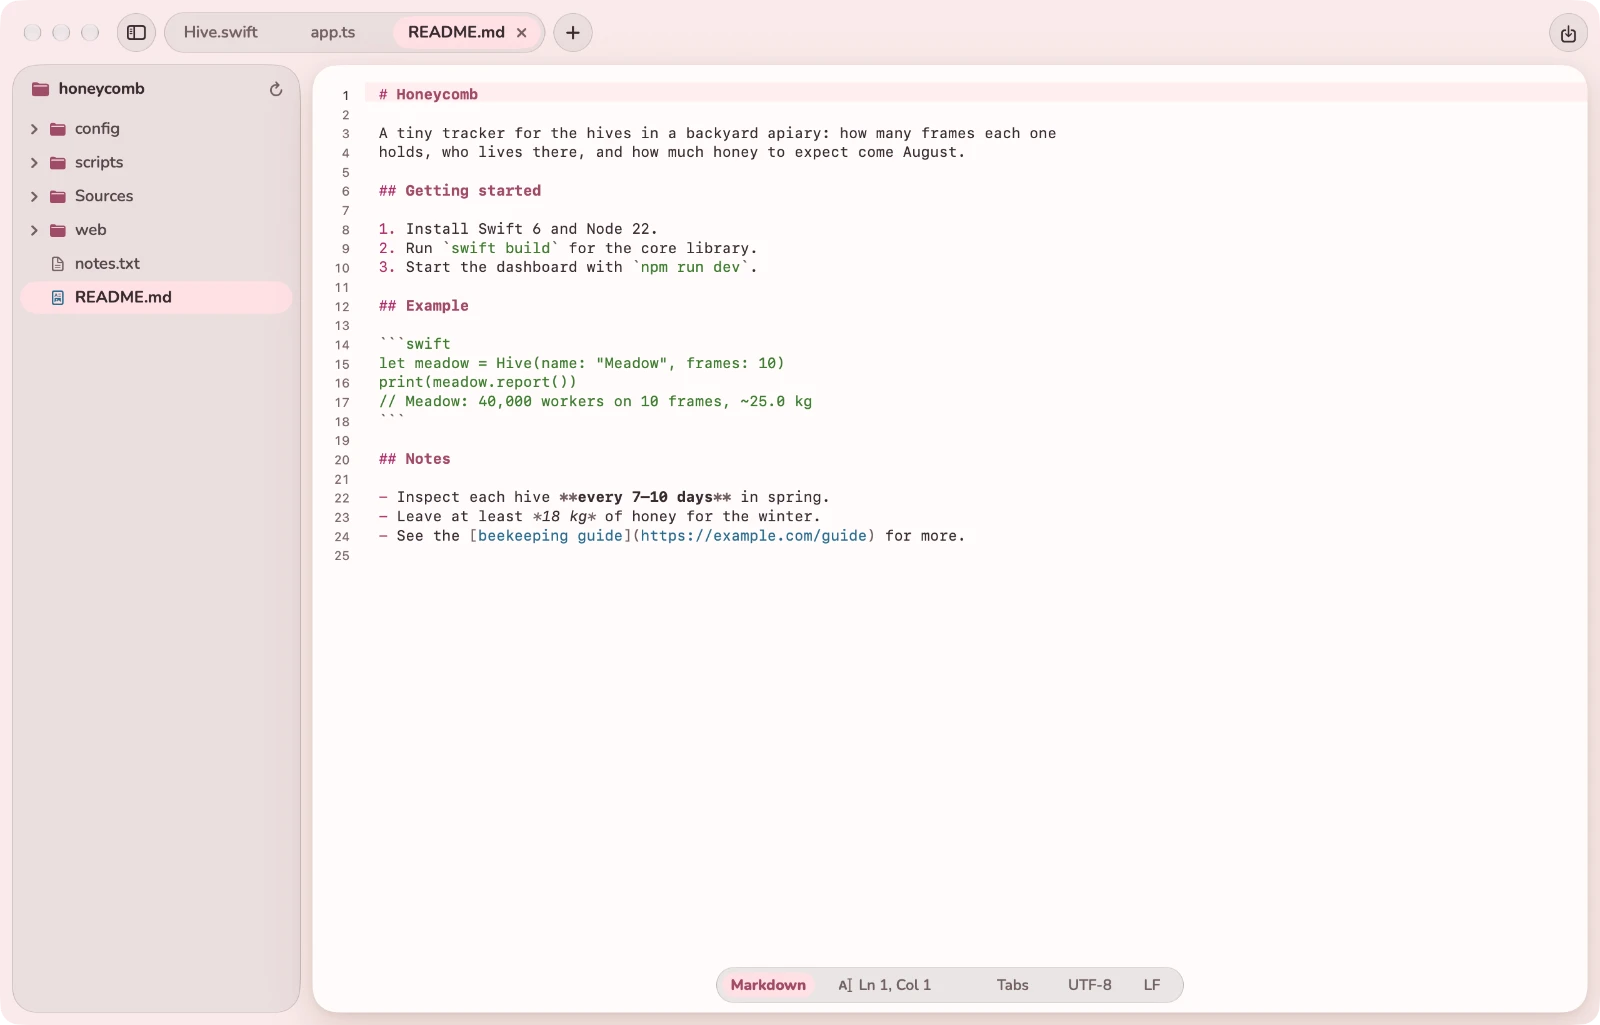 Hive.swift
app.ts
README.md
honeycomb
config
scripts
Sources
web
notes.txt
README.md
1 # Honeycomb
2
3 A tiny tracker for the hives in a backyard apiary: how many frames each one
4 holds, who lives there, and how much honey to expect come August.
5
6 ## Getting started
7
8 1. Install Swift 6 and Node 22.
9 2. Run `swift build` for the core library.
10 3. Start the dashboard with `npm run dev`.
11
12 ## Example
13
14 ```swift
15 let meadow = Hive(name: "Meadow", frames: 10)
16 print(meadow.report())
17 // Meadow: 40,000 workers on 10 frames, ~25.0 kg
18 ```
19
20 ## Notes
21
22 - Inspect each hive **every 7–10 days** in spring.
23 - Leave at least *18 kg* of honey for the winter.
24 - See the [beekeeping guide](https://example.com/guide) for more.
25
Markdown
Ln 1, Col 1
Tabs
UTF-8
LF